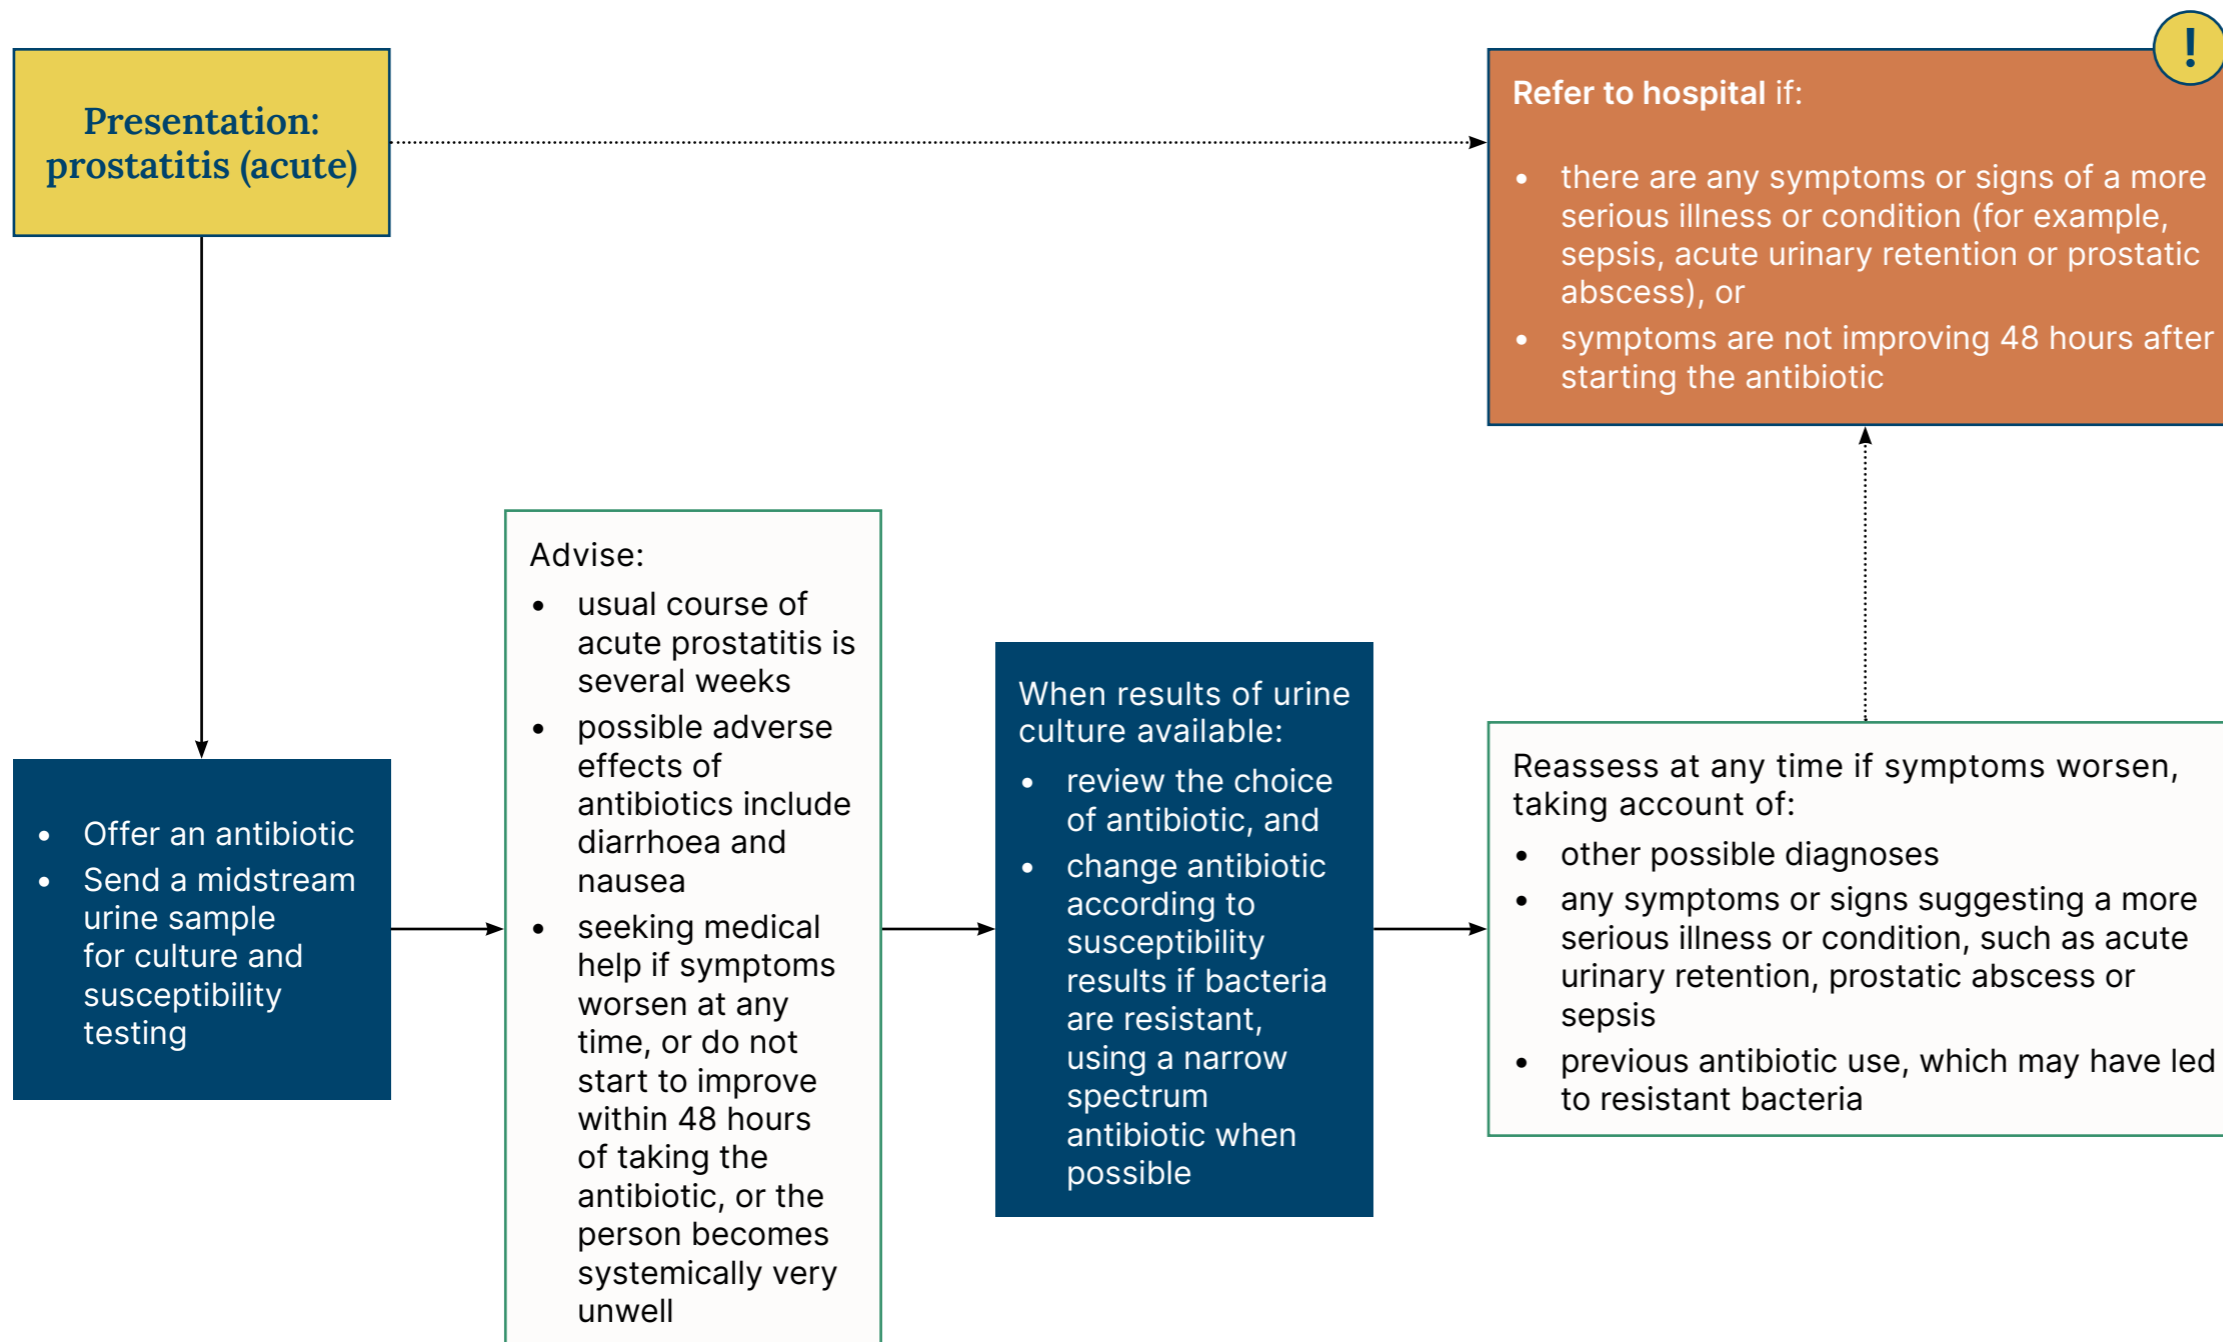 Presentation:
prostatitis (acute)
!
Refer to hospital if:
• there are any symptoms or signs of a more
serious illness or condition (for example,
sepsis, acute urinary retention or prostatic
abscess), or
• symptoms are not improving 48 hours after
starting the antibiotic
• Offer an antibiotic
• Send a midstream
urine sample
for culture and
susceptibility
testing
Advise:
• usual course of
acute prostatitis is
several weeks
• possible adverse
effects of
antibiotics include
diarrhoea and
nausea
• seeking medical
help if symptoms
worsen at any
time, or do not
start to improve
within 48 hours
of taking the
antibiotic, or the
person becomes
systemically very
unwell
When results of urine
culture available:
• review the choice
of antibiotic, and
• change antibiotic
according to
susceptibility
results if bacteria
are resistant,
using a narrow
spectrum
antibiotic when
possible
Reassess at any time if symptoms worsen,
taking account of:
• other possible diagnoses
• any symptoms or signs suggesting a more
serious illness or condition, such as acute
urinary retention, prostatic abscess or
sepsis
• previous antibiotic use, which may have led
to resistant bacteria